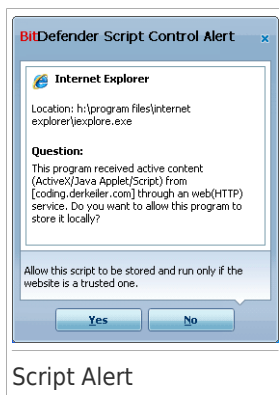 BitDefender Script Control Alert x
Internet Explorer
Location: h:\program files\internet
explorer\iexplore.exe
Question:
This program received active content
(ActiveX/Java Applet/Script) from
[coding.derkeiler.com] through an web(HTTP)
service. Do you want to allow this program to
store it locally?
Allow this script to be stored and run only if the
website is a trusted one.
Yes No
Script Alert